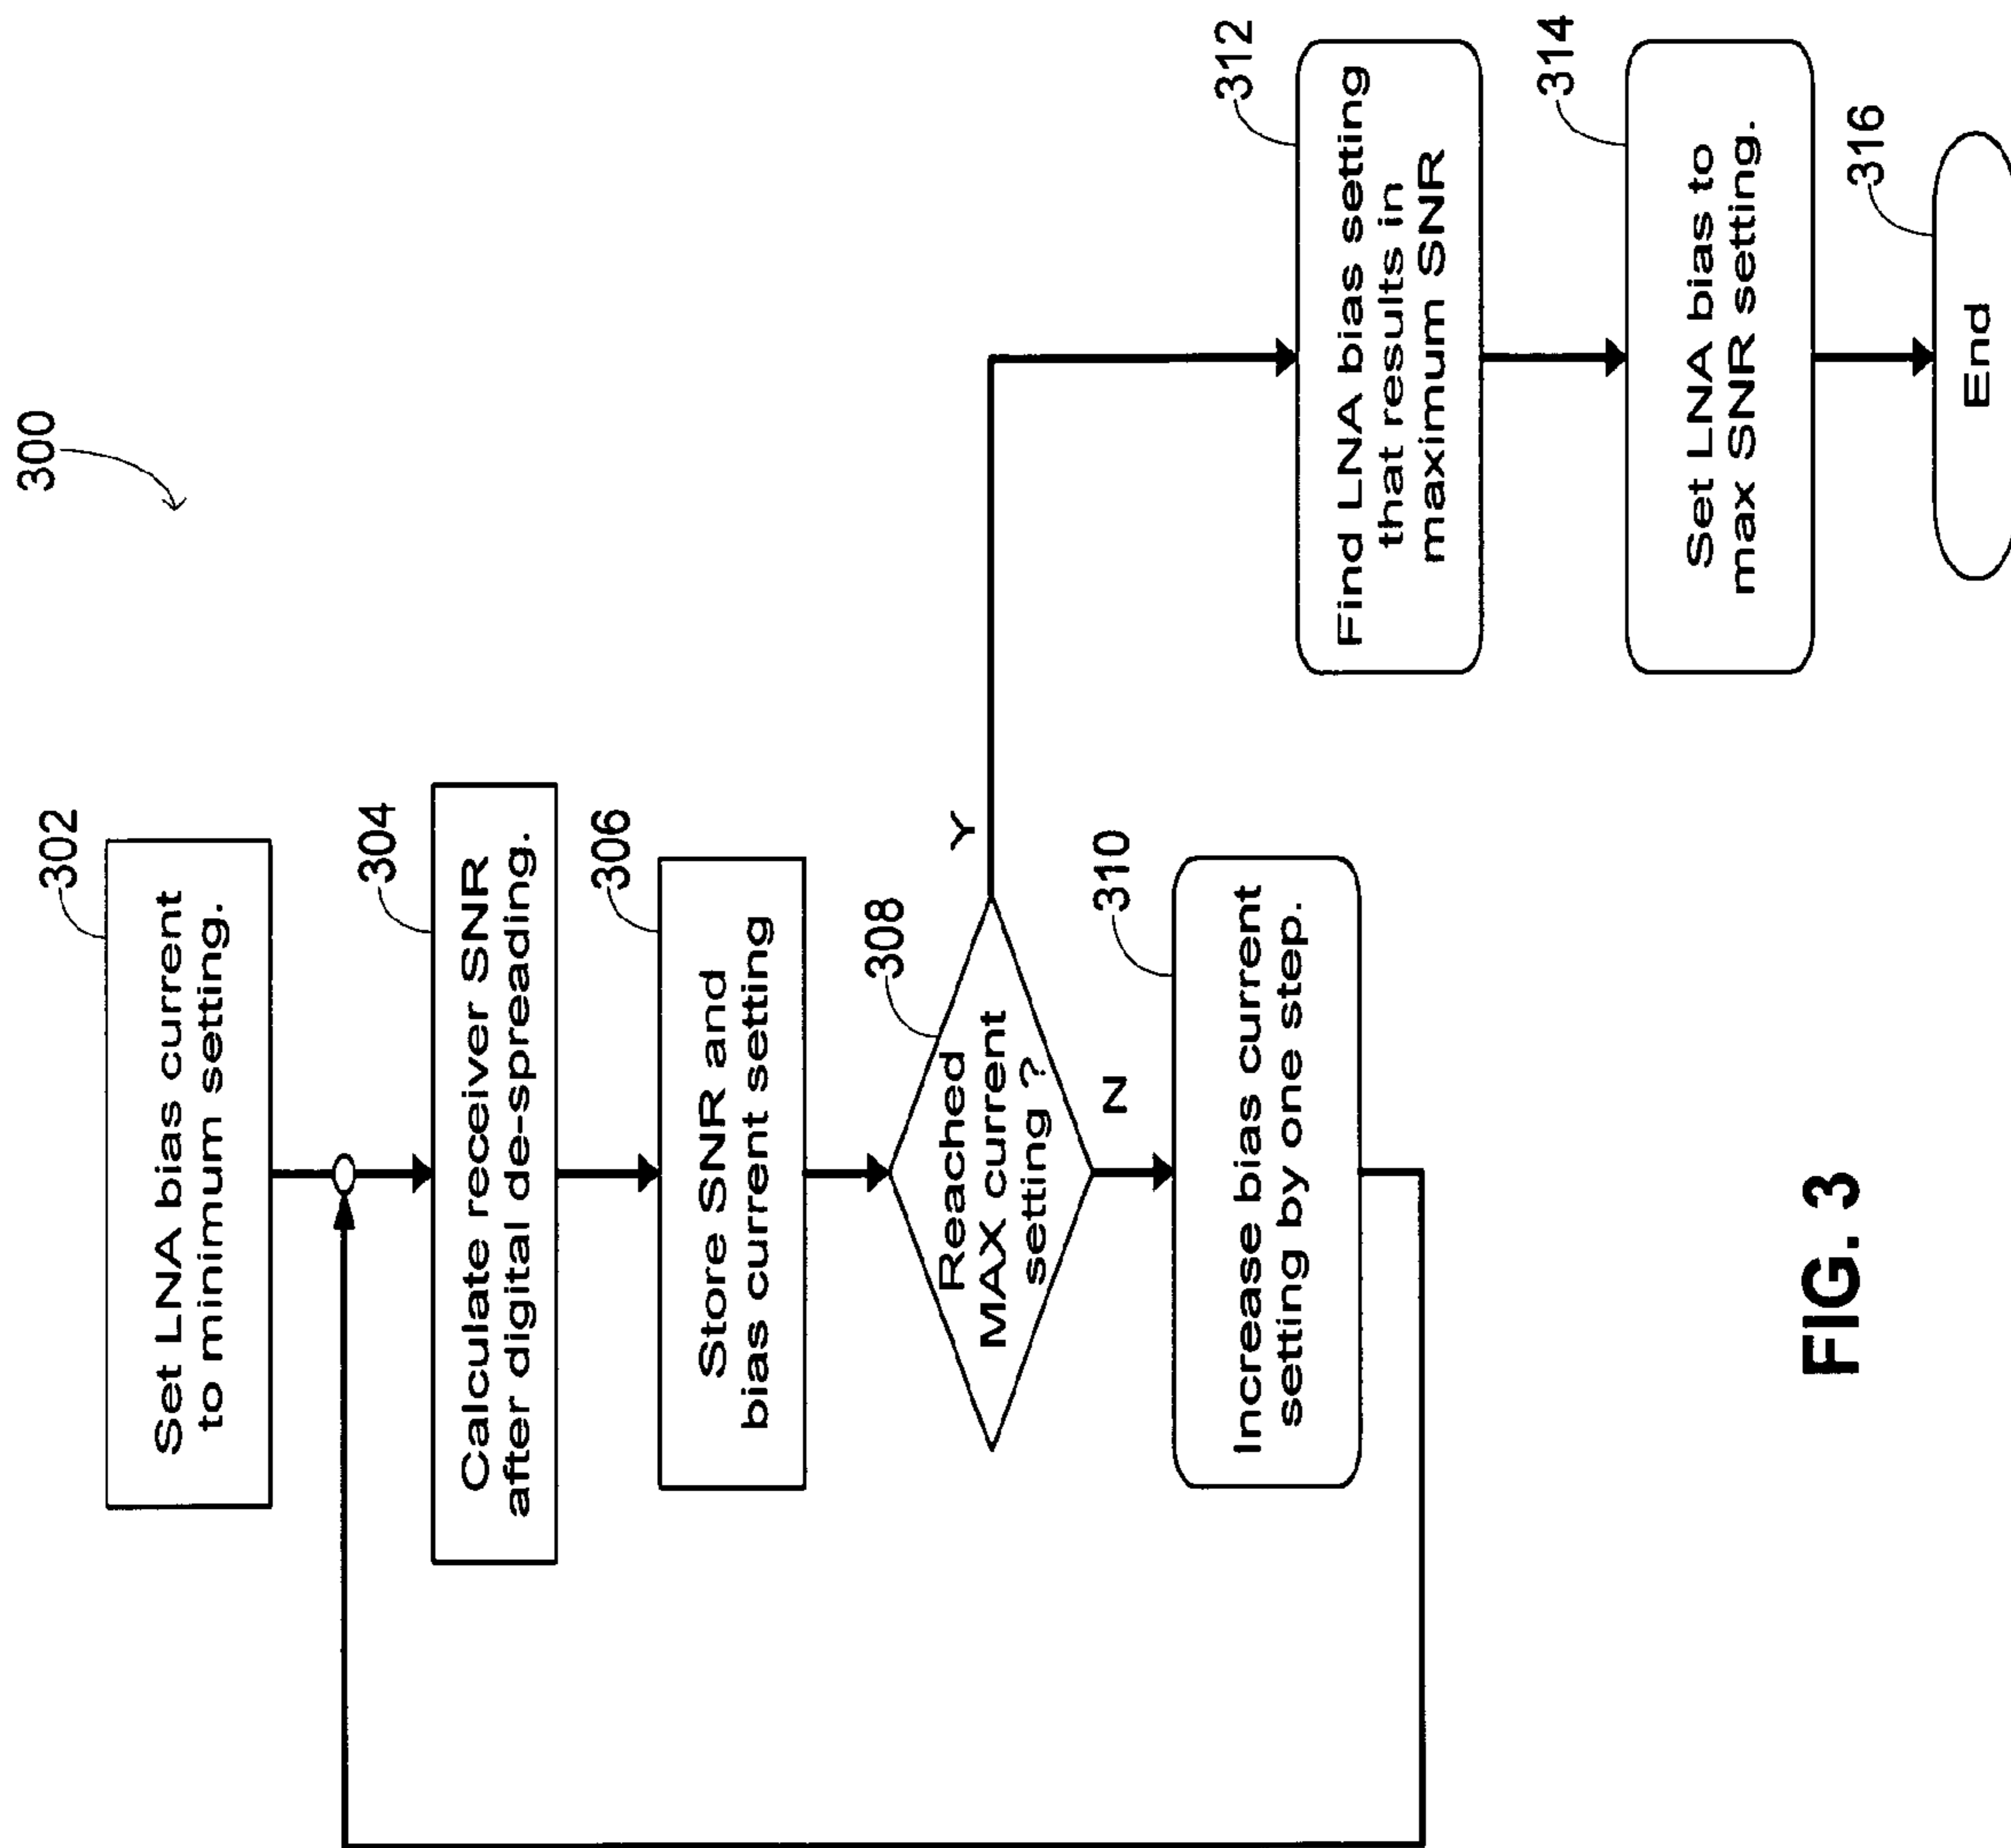 300
302
Set LNA bias current
to minimum setting.
304
Calculate receiver SNR
after digital de-spreading.
306
Store SNR and
bias current setting
308
Reached
MAX current
setting ?
Y
N
310
Increase bias current
setting by one step.
312
Find LNA bias setting
that results in
maximum SNR
314
Set LNA bias to
max SNR setting.
316
End
FIG. 3